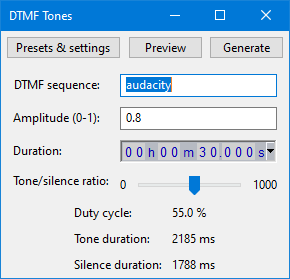 DTMF Tones
Presets & settings Preview Generate
DTMF sequence: audacity
Amplitude (0-1): 0.8
Duration: 00h00m30.000s
Tone/silence ratio: 0 1000
Duty cycle: 55.0 %
Tone duration: 2185 ms
Silence duration: 1788 ms